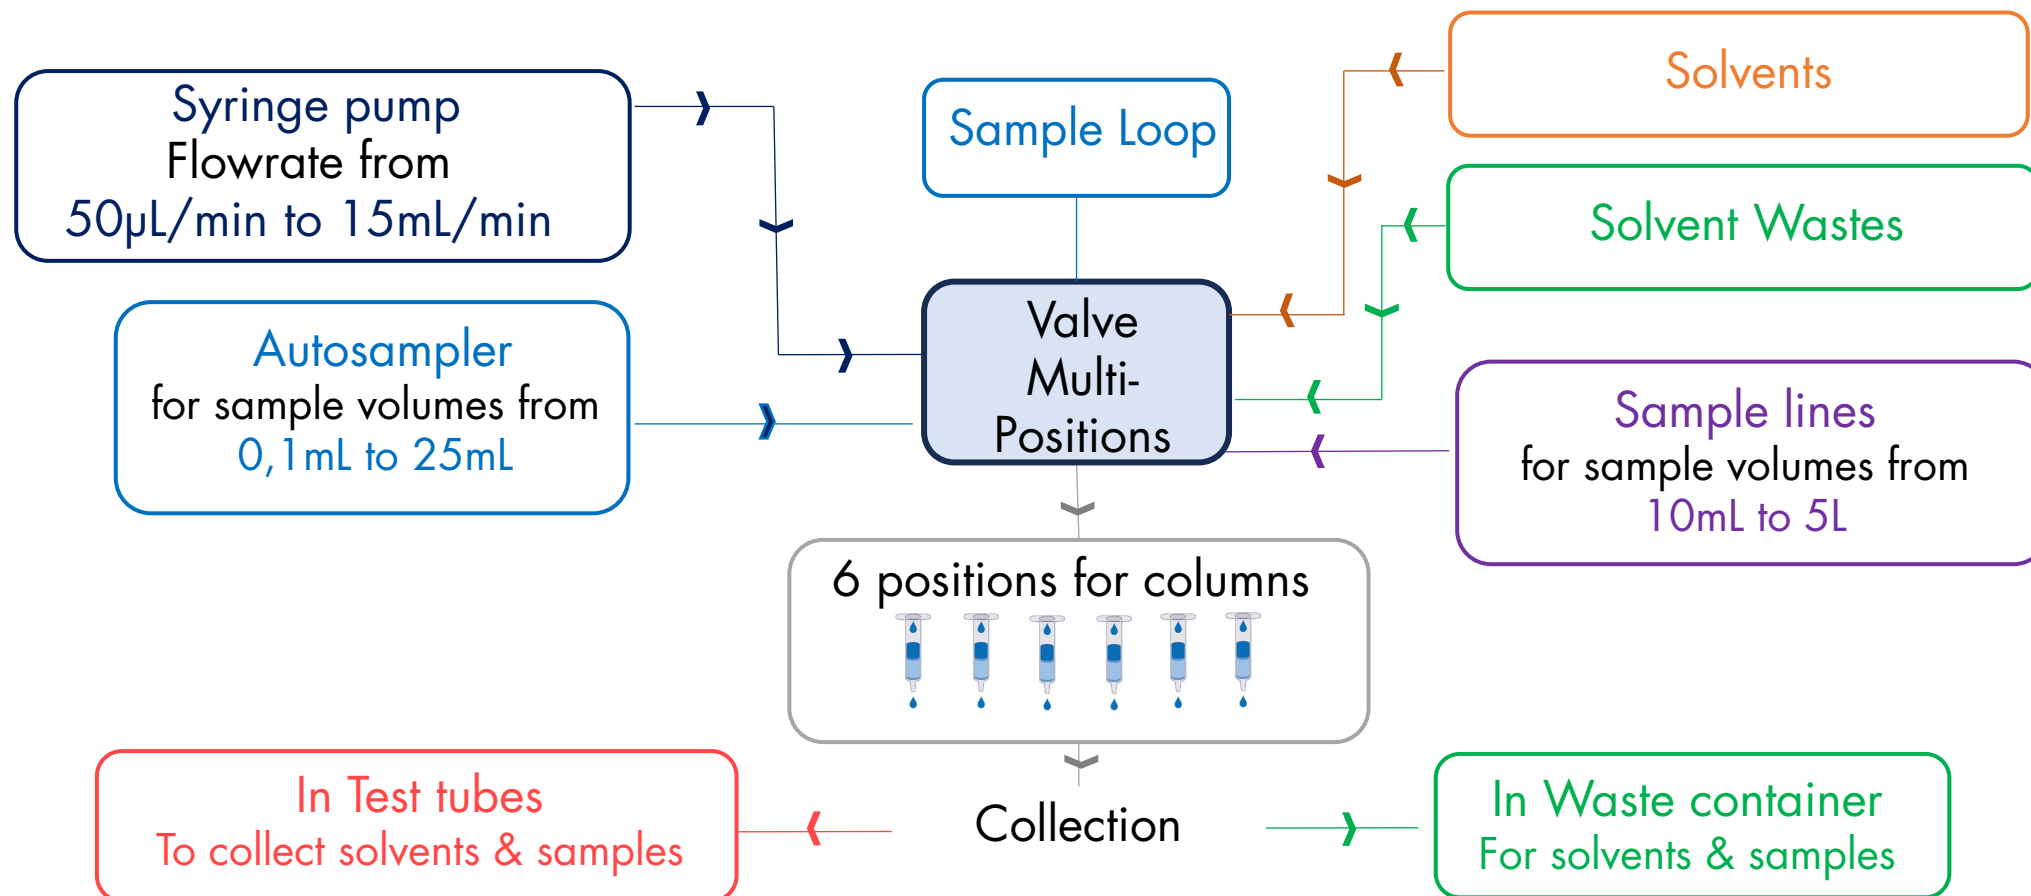 Syringe pump
Flowrate from
50µL/min to 15mL/min
Sample Loop
Solvents
Solvent Wastes
Autosampler
for sample volumes from
0,1mL to 25mL
Valve
Multi-
Positions
Sample lines
for sample volumes from
10mL to 5L
6 positions for columns
In Test tubes
To collect solvents & samples
Collection
In Waste container
For solvents & samples